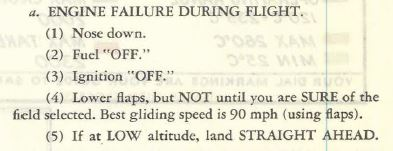 a. ENGINE FAILURE DURING FLIGHT.
(1) Nose down.
(2) Fuel "OFF."
(3) Ignition "OFF."
(4) Lower flaps, but NOT until you are SURE of the
field selected. Best gliding speed is 90 mph (using flaps).
(5) If at LOW altitude, land STRAIGHT AHEAD.